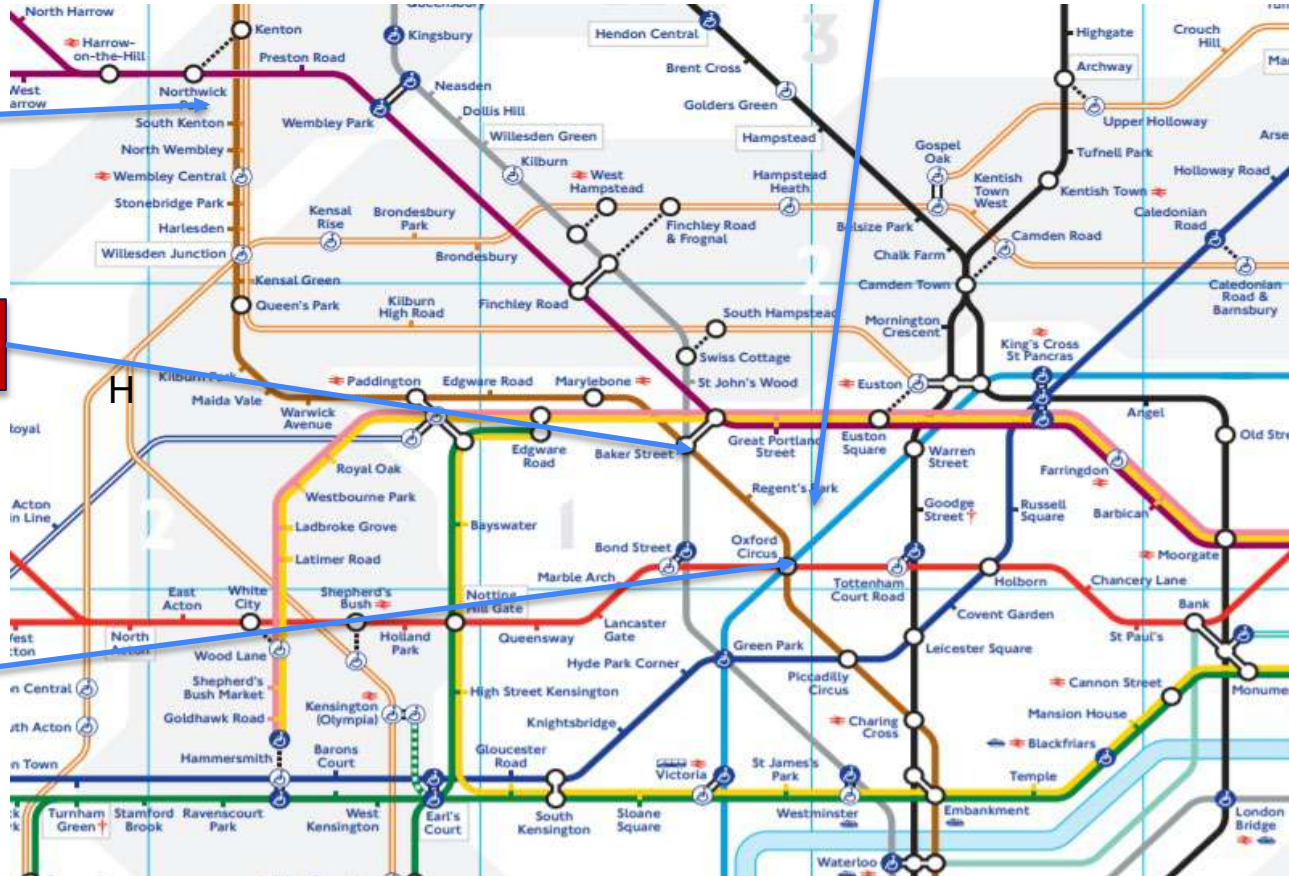 North Harrow
Harrow-
on-the-Hill
West
Northwick
Kenton
Preston Road
South Kenton
North Wembley
Wembley Central
Stonebridge Park
Harlesden
Willesden Junction
Kensal Green
Queen's Park
Kilburn Park
Maida Vale
Warwick
Avenue
Kingsbury
Wembley Park
Neasden
Dollis Hill
Willesden Green
Kilburn
West
Hampstead
Kensal
Rise
Brondesbury
Park
Brondesbury
Finchley Road
& Frognal
Hampstead
Heath
Finchley Road
Kilburn
High Road
South Hampstead
Swiss Cottage
St John's Wood
Hendon Central
Brent Cross
Golders Green
Hampstead
Belsize Park
Chalk Farm
Camden Town
Mornington
Crescent
3
2
Highgate
Crouch
Hill
Archway
Upper Holloway
Tufnell Park
Gospel
Oak
Kentish
Town
West
Kentish Town
Camden Road
Holloway Road
Caledonian
Road
Caledonian
Road &
Barnsbury
King's Cross
St Pancras
H
Paddington
Edgware Road
Marylebone
Euston
Angel
Old
Edgware
Road
Baker Street
Great Portland
Street
Euston
Square
Warren
Street
Farringdon
Barbican
Moorgate
Royal Oak
Westbourne Park
Ladbroke Grove
Latimer Road
Bayswater
Regent's Park
Goodge
Street
Russell
Square
Acton
2
1
Bond Street
Oxford
Circus
Marble Arch
Tottenham
Court Road
Holborn
Chancery Lane
Bank
St Paul's
East
Acton
White
City
Shepherd's
Bush
Notting
Hill Gate
North
Acton
Wood Lane
Holland
Park
Queensway
Lancaster
Gate
Covent Garden
Leicester Square
Green Park
Hyde Park Corner
Piccadilly
Circus
Shepherd's
Bush Market
Goldhawk Road
Kensington
(Olympia)
High Street Kensington
Knightsbridge
Charing
Cross
Cannon Street
Mansion House
Blackfriars
Hammersmith
Barons
Court
Gloucester
Road
Victoria
St James's
Park
Temple
Turnham
Green
Stamford
Brook
Ravenscourt
Park
West
Kensington
Earl's
Court
South
Kensington
Sloane
Square
Westminster
Embankment
London
Bridge
Waterloo